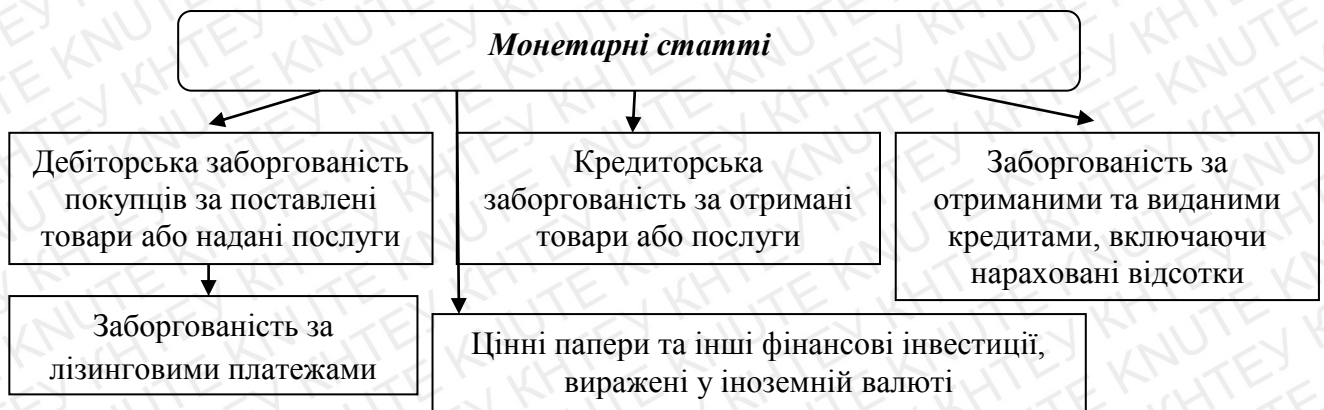 Монетарні статті
Дебіторська заборгованість
покупців за поставлені
товари або надані послуги
Кредиторська
заборгованість за отримані
товари або послуги
Заборгованість за
отриманими та виданими
кредитами, включаючи
нараховані відсотки
Заборгованість за
лізинговими платежами
Цінні папери та інші фінансові інвестиції,
виражені у іноземній валюті